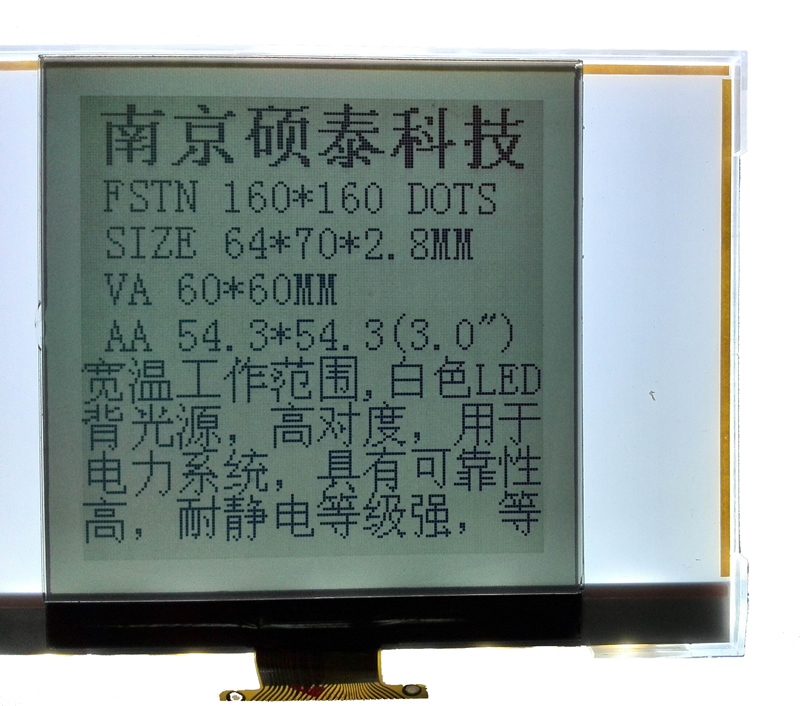 南京硕泰科技
FSTN 160*160 DOTS
SIZE 64*70*2.8MM
VA 60*60MM
AA 54.3*54.3(3.0″)
宽温工作范围,白色LED
背光源，高对度，用于
电力系统，具有可靠性
高，耐静电等级强，等